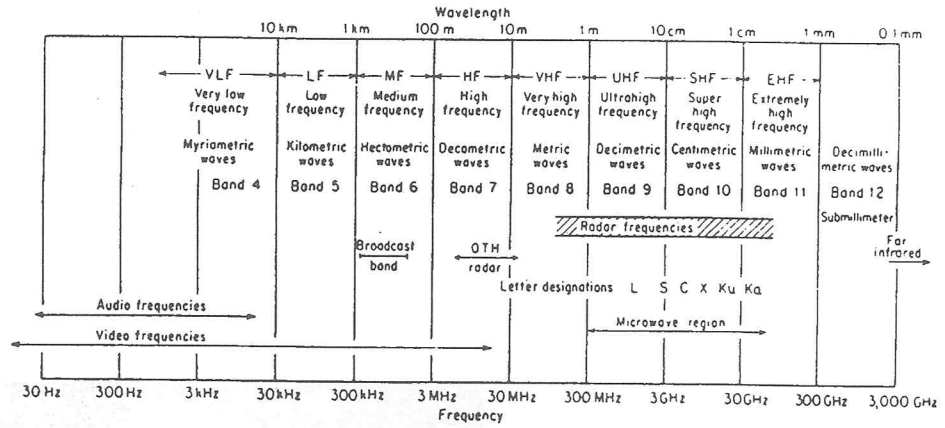 Wavelength
10 km 1 km 100 m 10 m 1 m 10 cm 1 cm 1 mm 0.1 mm
VLF LF MF HF VHF UHF SHF EHF
Very low frequency
Low frequency
Medium frequency
High frequency
Very high frequency
Ultrahigh frequency
Super high frequency
Extremely high frequency
Myriametric waves
Kilometric waves
Hectometric waves
Decametric waves
Metric waves
Decimetric waves
Centimetric waves
Millimetric waves
Decimilli-
metric waves
Band 4 Band 5 Band 6 Band 7 Band 8 Band 9 Band 10 Band 11 Band 12
Submillimeter
Radar frequencies
Broadcast
band
OTH
radar
Far
infrared
Letter designations L S C X Ku Ka
Audio frequencies
Microwave region
Video frequencies
30 Hz 300 Hz 3 kHz 30 kHz 300 kHz 3 MHz 30 MHz 300 MHz 3 GHz 30 GHz 300 GHz 3,000 GHz
Frequency